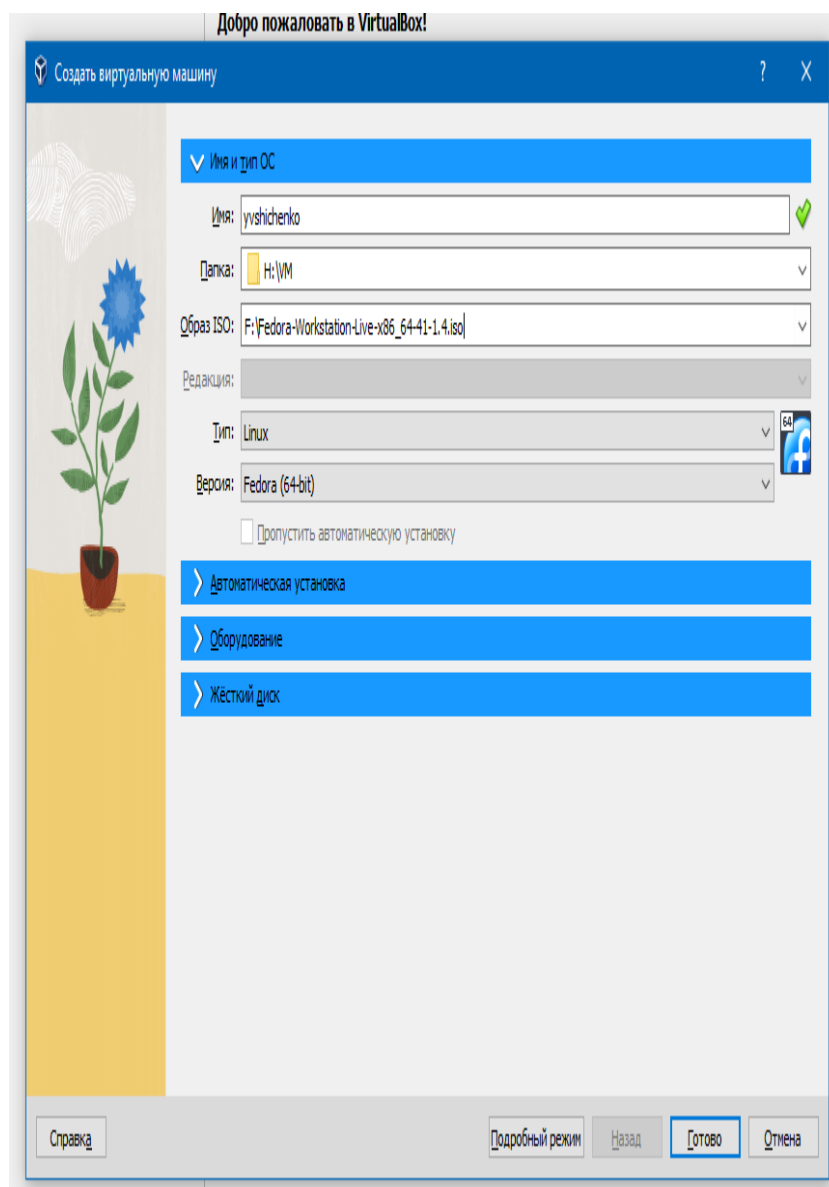 Добро пожаловать в VirtualBox!
Создать виртуальную машину ? X
Имя и тип ОС
Имя: yvshichenko
Папка: H:\VM
Образ ISO: F:\Fedora-Workstation-Live-x86_64-41-1.4.iso
Редакция:
Тип: Linux
64
Версия: Fedora (64-bit)
Пропустить автоматическую установку
Автоматическая установка
Оборудование
Жёсткий диск
Справка Подробный режим Назад Готово Отмена